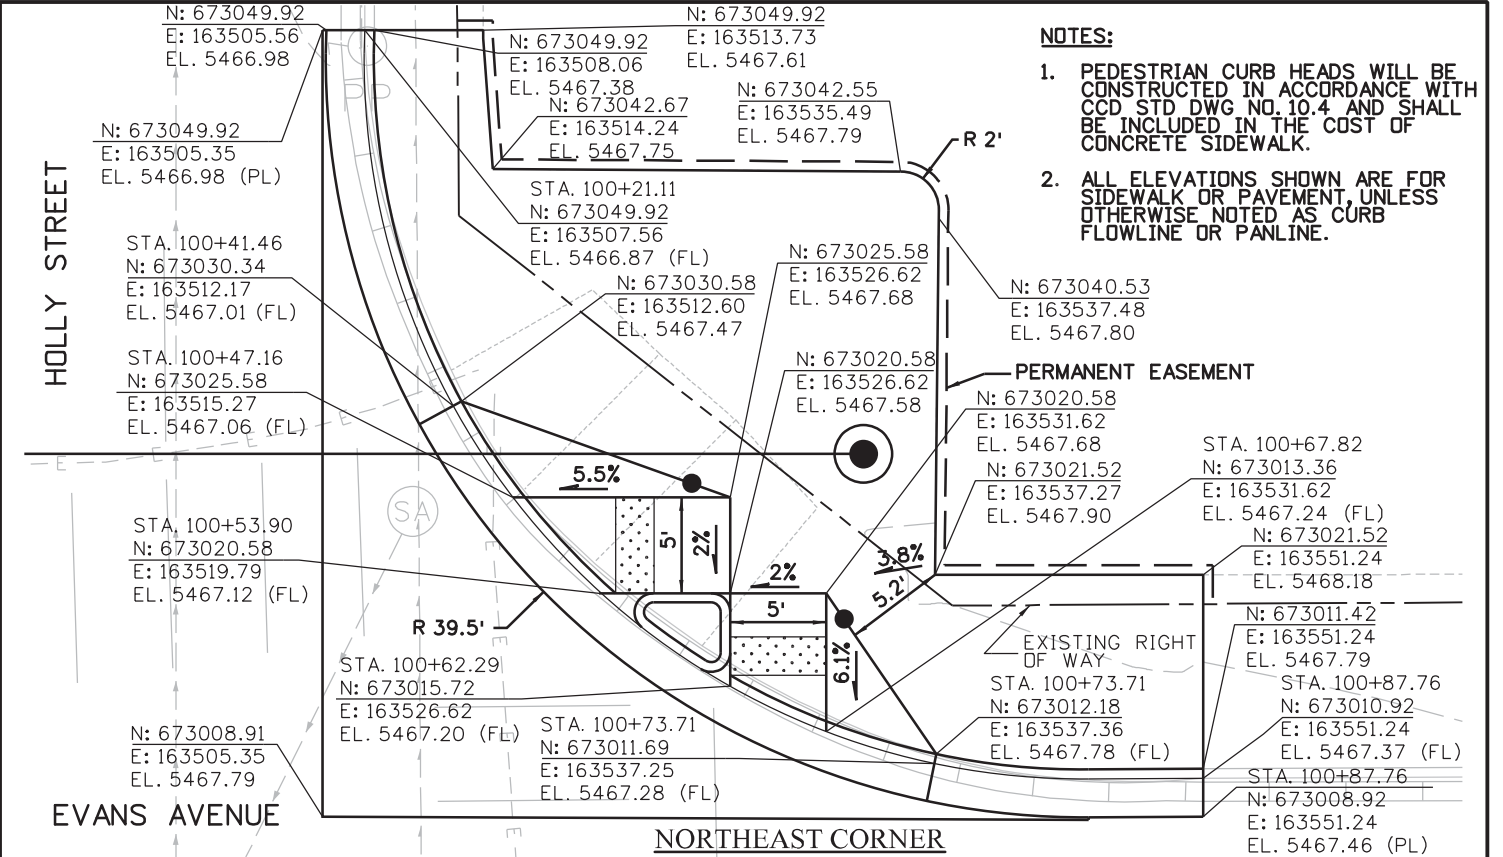 N: 673049.92
E: 163505.56
EL. 5466.98
N: 673049.92
E: 163508.06
EL. 5467.38
N: 673049.92
E: 163513.73
EL. 5467.61
N: 673042.67
E: 163514.24
EL. 5467.75
N: 673042.55
E: 163535.49
EL. 5467.79
R 2'
NOTES:
1. PEDESTRIAN CURB HEADS WILL BE
CONSTRUCTED IN ACCORDANCE WITH
CCD STD DWG NO. 10.4 AND SHALL
BE INCLUDED IN THE COST OF
CONCRETE SIDEWALK.
2. ALL ELEVATIONS SHOWN ARE FOR
SIDEWALK OR PAVEMENT, UNLESS
OTHERWISE NOTED AS CURB
FLOWLINE OR PANLINE.
N: 673049.92
E: 163505.35
EL. 5466.98 (PL)
HOLLY STREET
STA. 100+21.11
N: 673049.92
E: 163507.56
EL. 5466.87 (FL)
STA. 100+41.46
N: 673030.34
E: 163512.17
EL. 5467.01 (FL)
N: 673030.58
E: 163512.60
EL. 5467.47
N: 673025.58
E: 163526.62
EL. 5467.68
N: 673040.53
E: 163537.48
EL. 5467.80
STA. 100+47.16
N: 673025.58
E: 163515.27
EL. 5467.06 (FL)
N: 673020.58
E: 163526.62
EL. 5467.58
PERMANENT EASEMENT
N: 673020.58
E: 163531.62
EL. 5467.68
N: 673021.52
E: 163537.27
EL. 5467.90
STA. 100+67.82
N: 673013.36
E: 163531.62
EL. 5467.24 (FL)
E
E
E
SA
5.5%
5'
2%
2%
5'
3.8%
5.2'
6.1%
STA. 100+53.90
N: 673020.58
E: 163519.79
EL. 5467.12 (FL)
N: 673021.52
E: 163551.24
EL. 5468.18
E
E
E
R 39.5'
EXISTING RIGHT
OF WAY
N: 673011.42
E: 163551.24
EL. 5467.79
STA. 100+62.29
N: 673015.72
E: 163526.62
EL. 5467.20 (FL)
STA. 100+73.71
N: 673012.18
E: 163537.36
EL. 5467.78 (FL)
STA. 100+87.76
N: 673010.92
E: 163551.24
EL. 5467.37 (FL)
N: 673008.91
E: 163505.35
EL. 5467.79
STA. 100+73.71
N: 673011.69
E: 163537.25
EL. 5467.28 (FL)
STA. 100+87.76
N: 673008.92
E: 163551.24
EL. 5467.46 (PL)
EVANS AVENUE
NORTHEAST CORNER